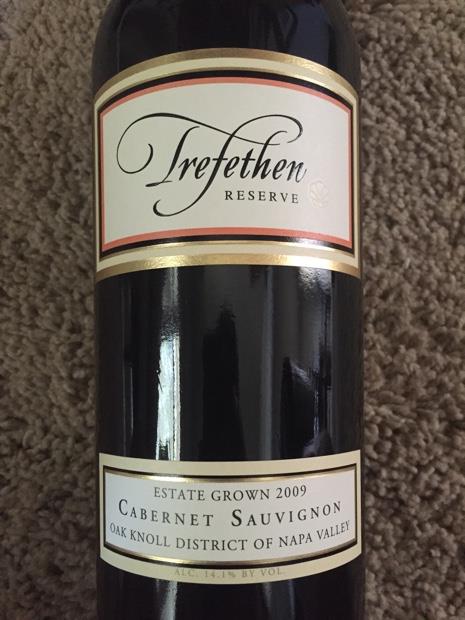 Trefethen
RESERVE
ESTATE GROWN 2009
CABERNET SAUVIGNON
OAK KNOLL DISTRICT OF NAPA VALLEY
ALC. 14.1% BY VOL.